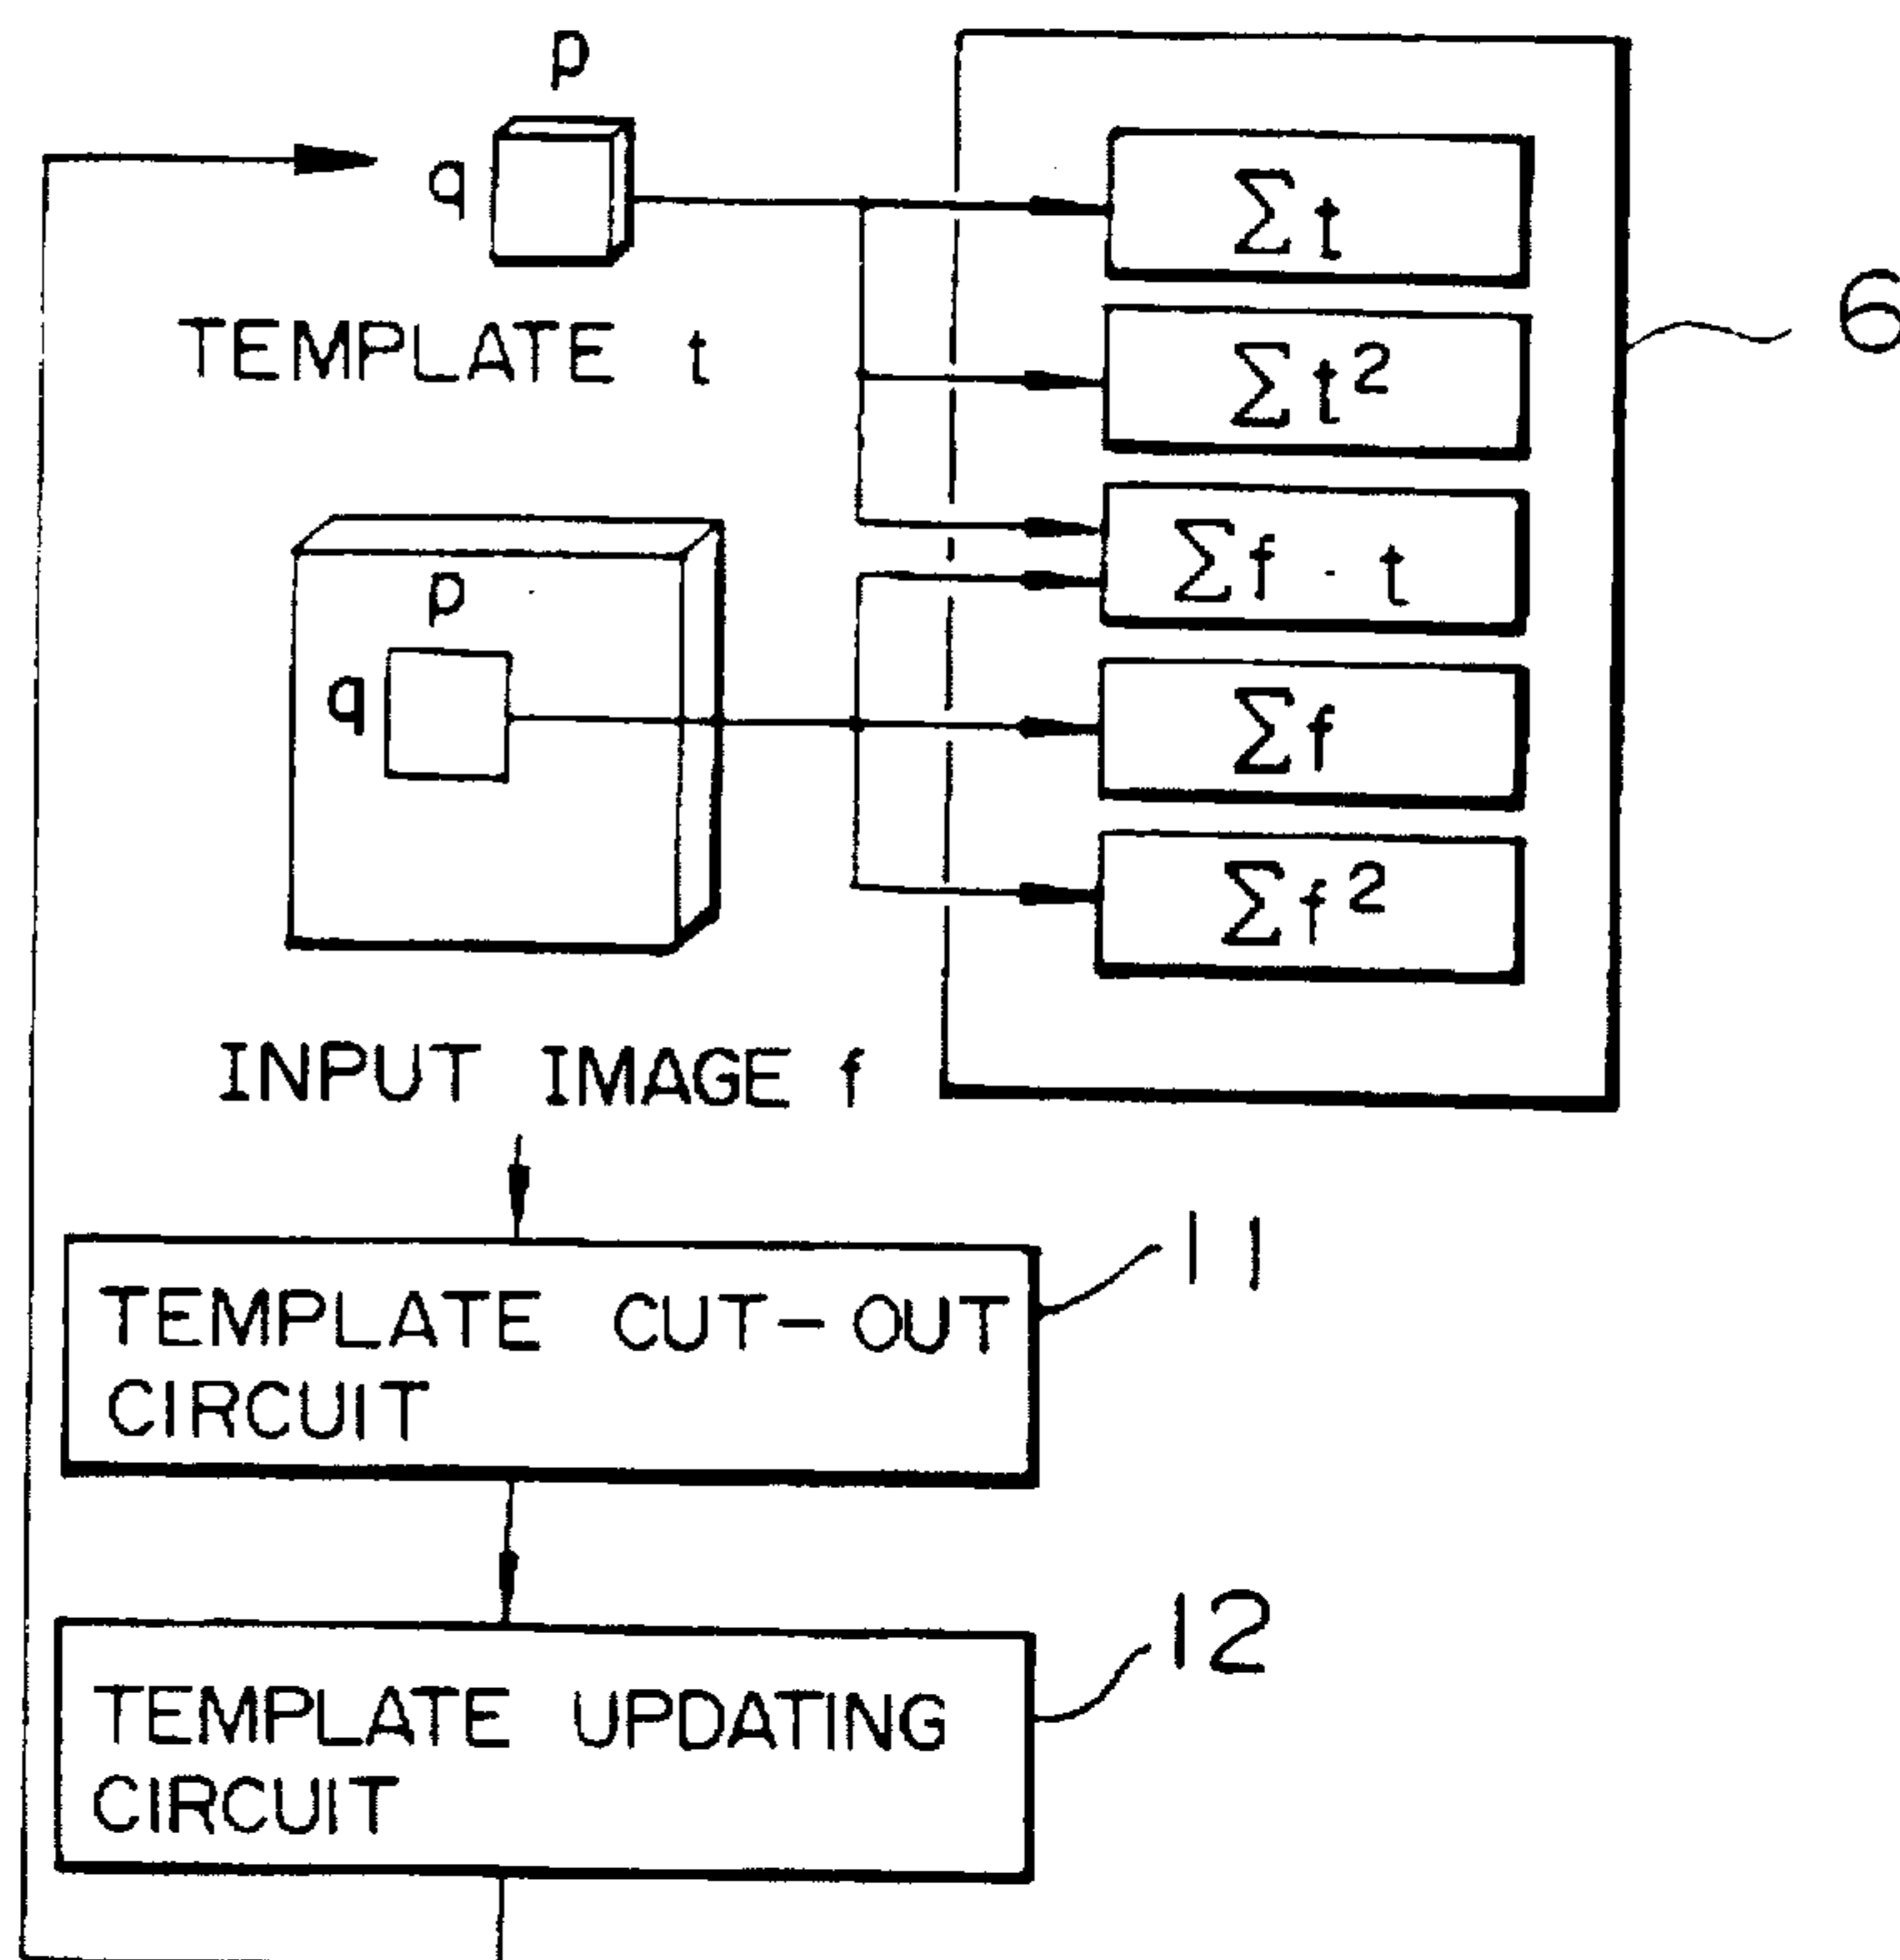 p
q
TEMPLATE t
Σt
Σt²
Σf · t
Σf
Σf²
6
p
q
INPUT IMAGE f
TEMPLATE CUT-OUT
CIRCUIT
11
TEMPLATE UPDATING
CIRCUIT
12